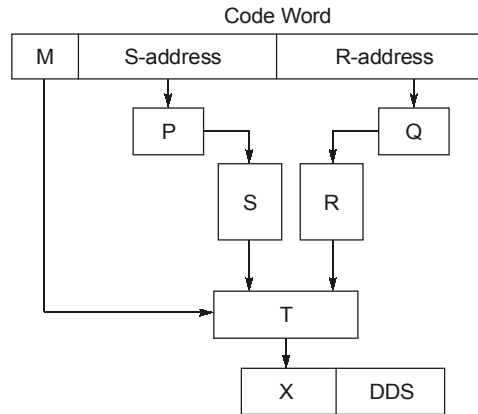 Code Word
M S-address R-address
P Q
S R
T
X DDS